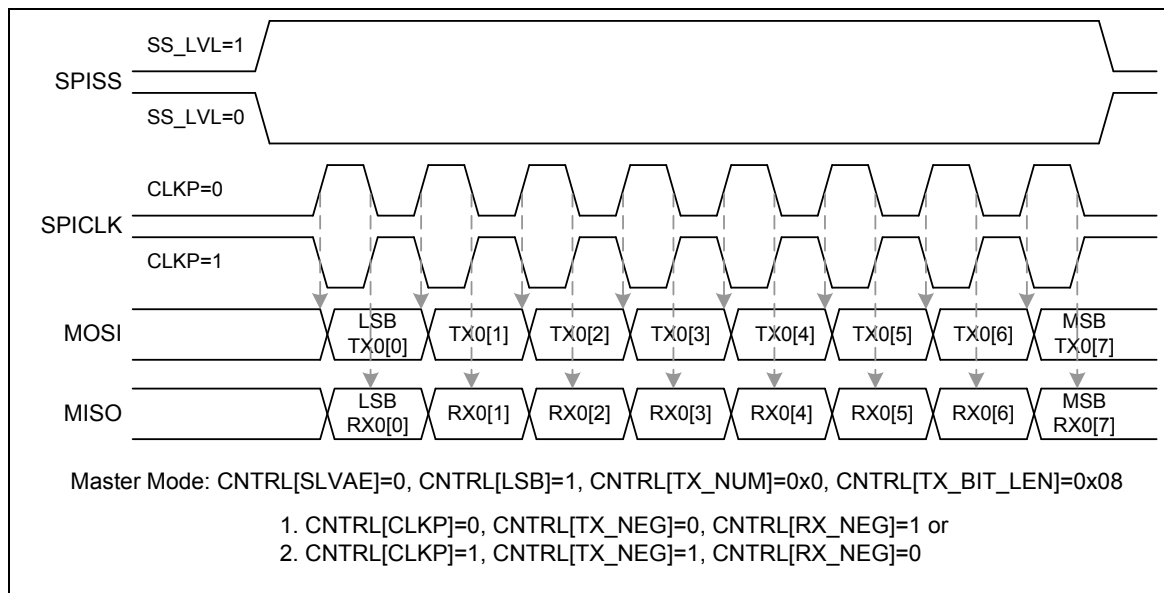 SS_LVL=1
SPISS
SS_LVL=0
CLKP=0
SPICLK
CLKP=1
MOSI
LSB
TX0[0]
TX0[1]
TX0[2]
TX0[3]
TX0[4]
TX0[5]
TX0[6]
MSB
TX0[7]
MISO
LSB
RX0[0]
RX0[1]
RX0[2]
RX0[3]
RX0[4]
RX0[5]
RX0[6]
MSB
RX0[7]
Master Mode: CNTRL[SLVAE]=0, CNTRL[LSB]=1, CNTRL[TX_NUM]=0x0, CNTRL[TX_BIT_LEN]=0x08
1. CNTRL[CLKP]=0, CNTRL[TX_NEG]=0, CNTRL[RX_NEG]=1 or
2. CNTRL[CLKP]=1, CNTRL[TX_NEG]=1, CNTRL[RX_NEG]=0